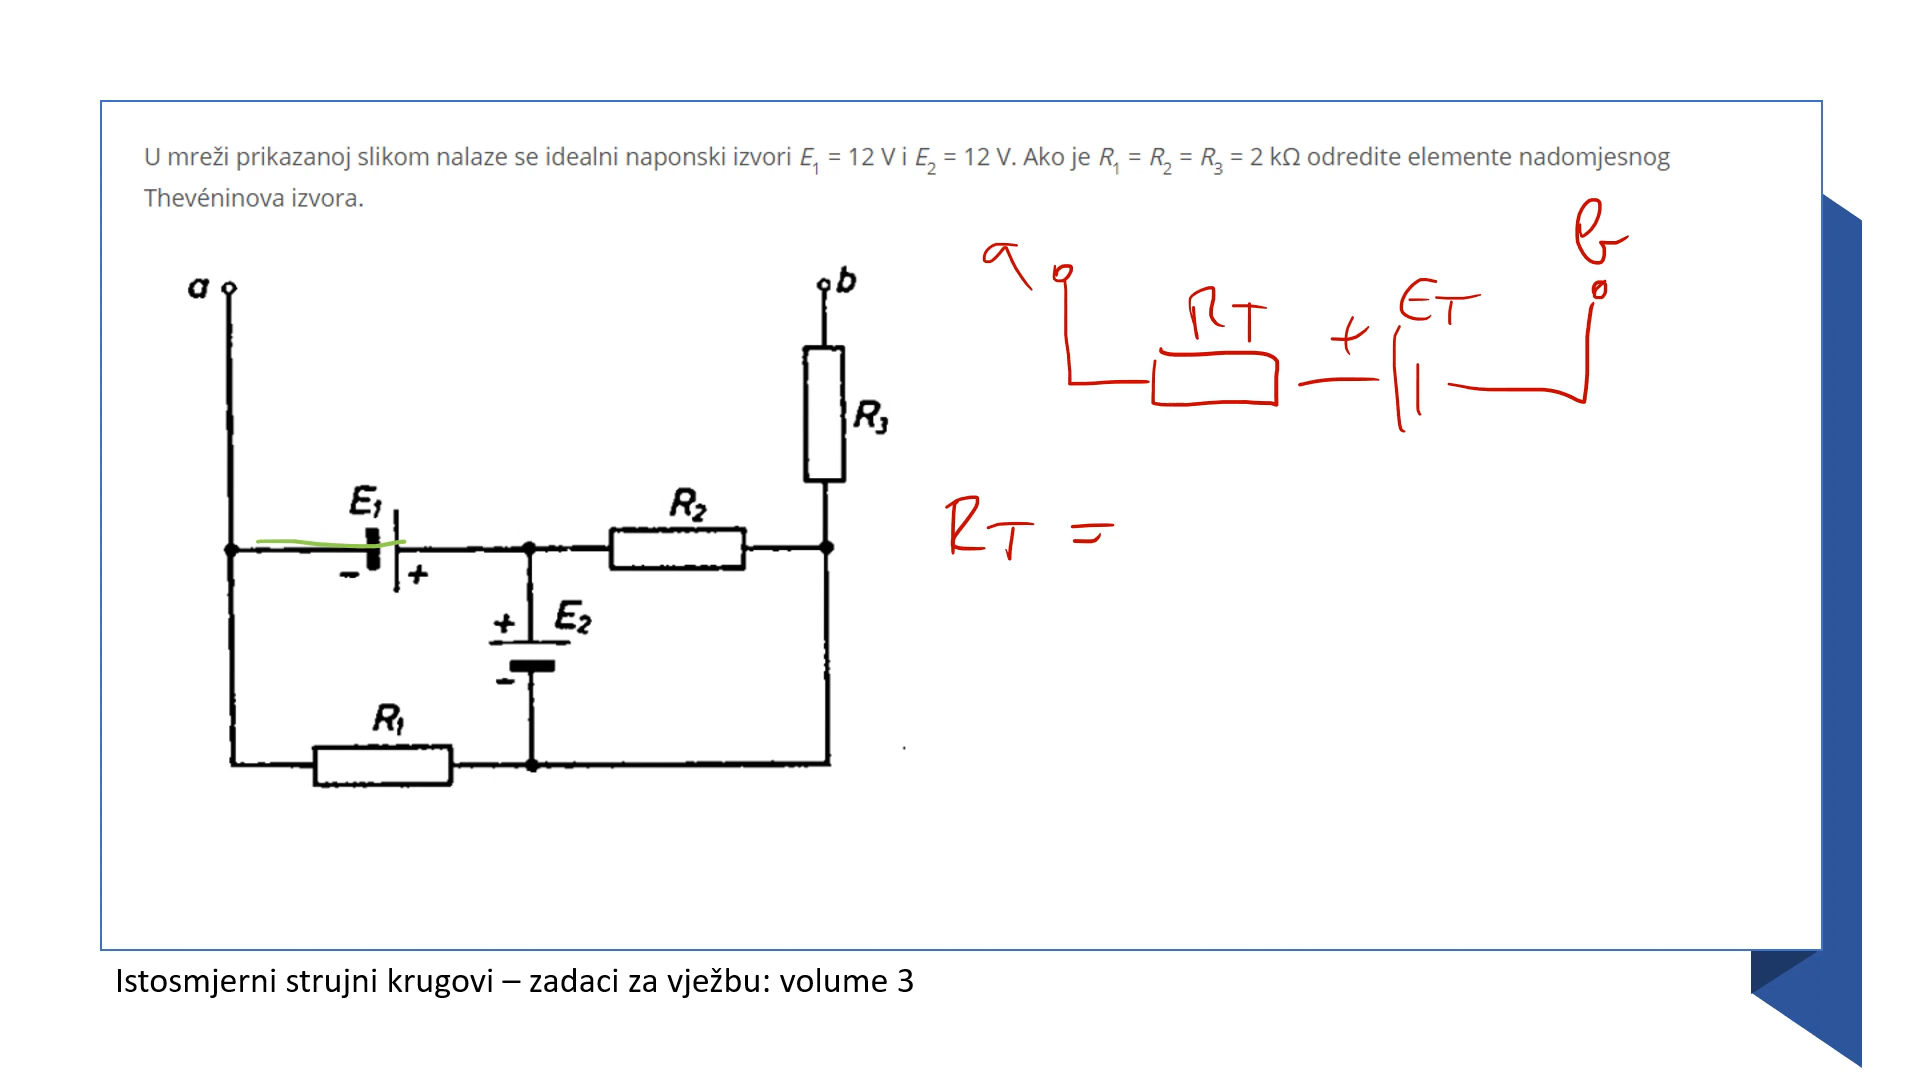 U mreži prikazanoj slikom nalaze se idealni naponski izvori E₁ = 12 V i E₂ = 12 V. Ako je R₁ = R₂ = R₃ = 2 kΩ odredite elemente nadomjesnog
Thevéninova izvora.
a
b
a
b
R₃
RT
+
ET
E₁
R₂
RT =
-
+
+
E₂
-
R₁
Istosmjerni strujni krugovi – zadaci za vježbu: volume 3